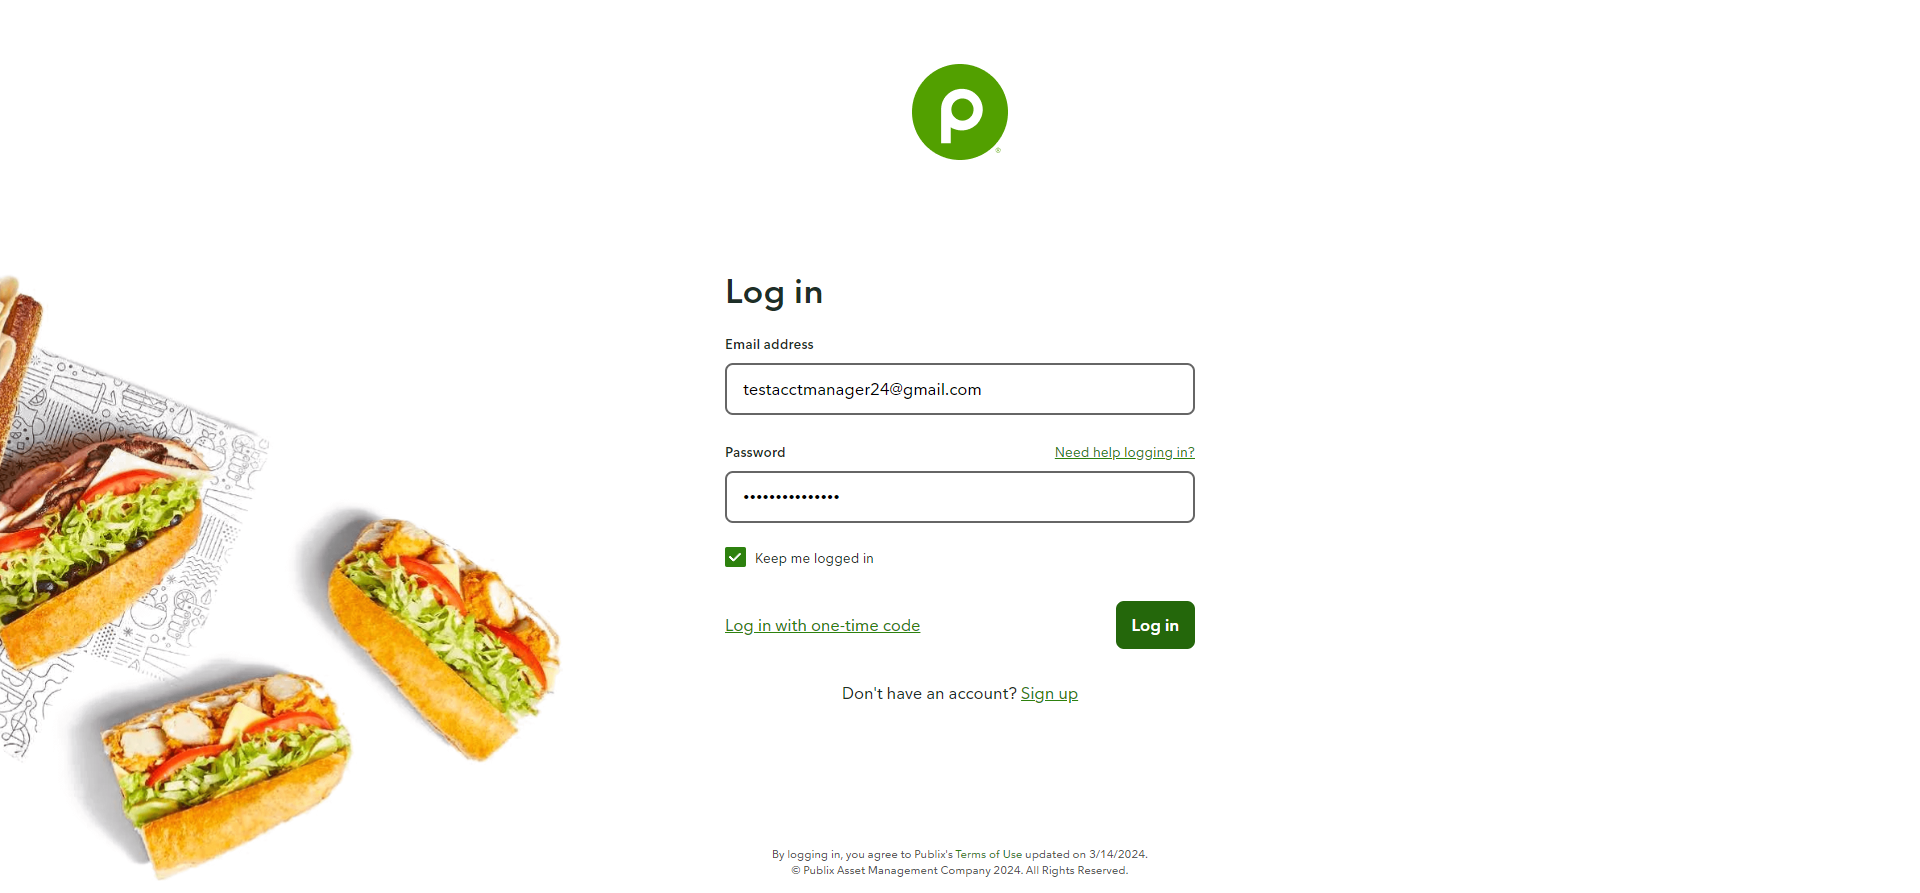 p
®
Log in
Email address
testacctmanager24@gmail.com
Password Need help logging in?
•••••••••••••••
Keep me logged in
Log in with one-time code Log in
Don't have an account? Sign up
By logging in, you agree to Publix's Terms of Use updated on 3/14/2024.
© Publix Asset Management Company 2024. All Rights Reserved.